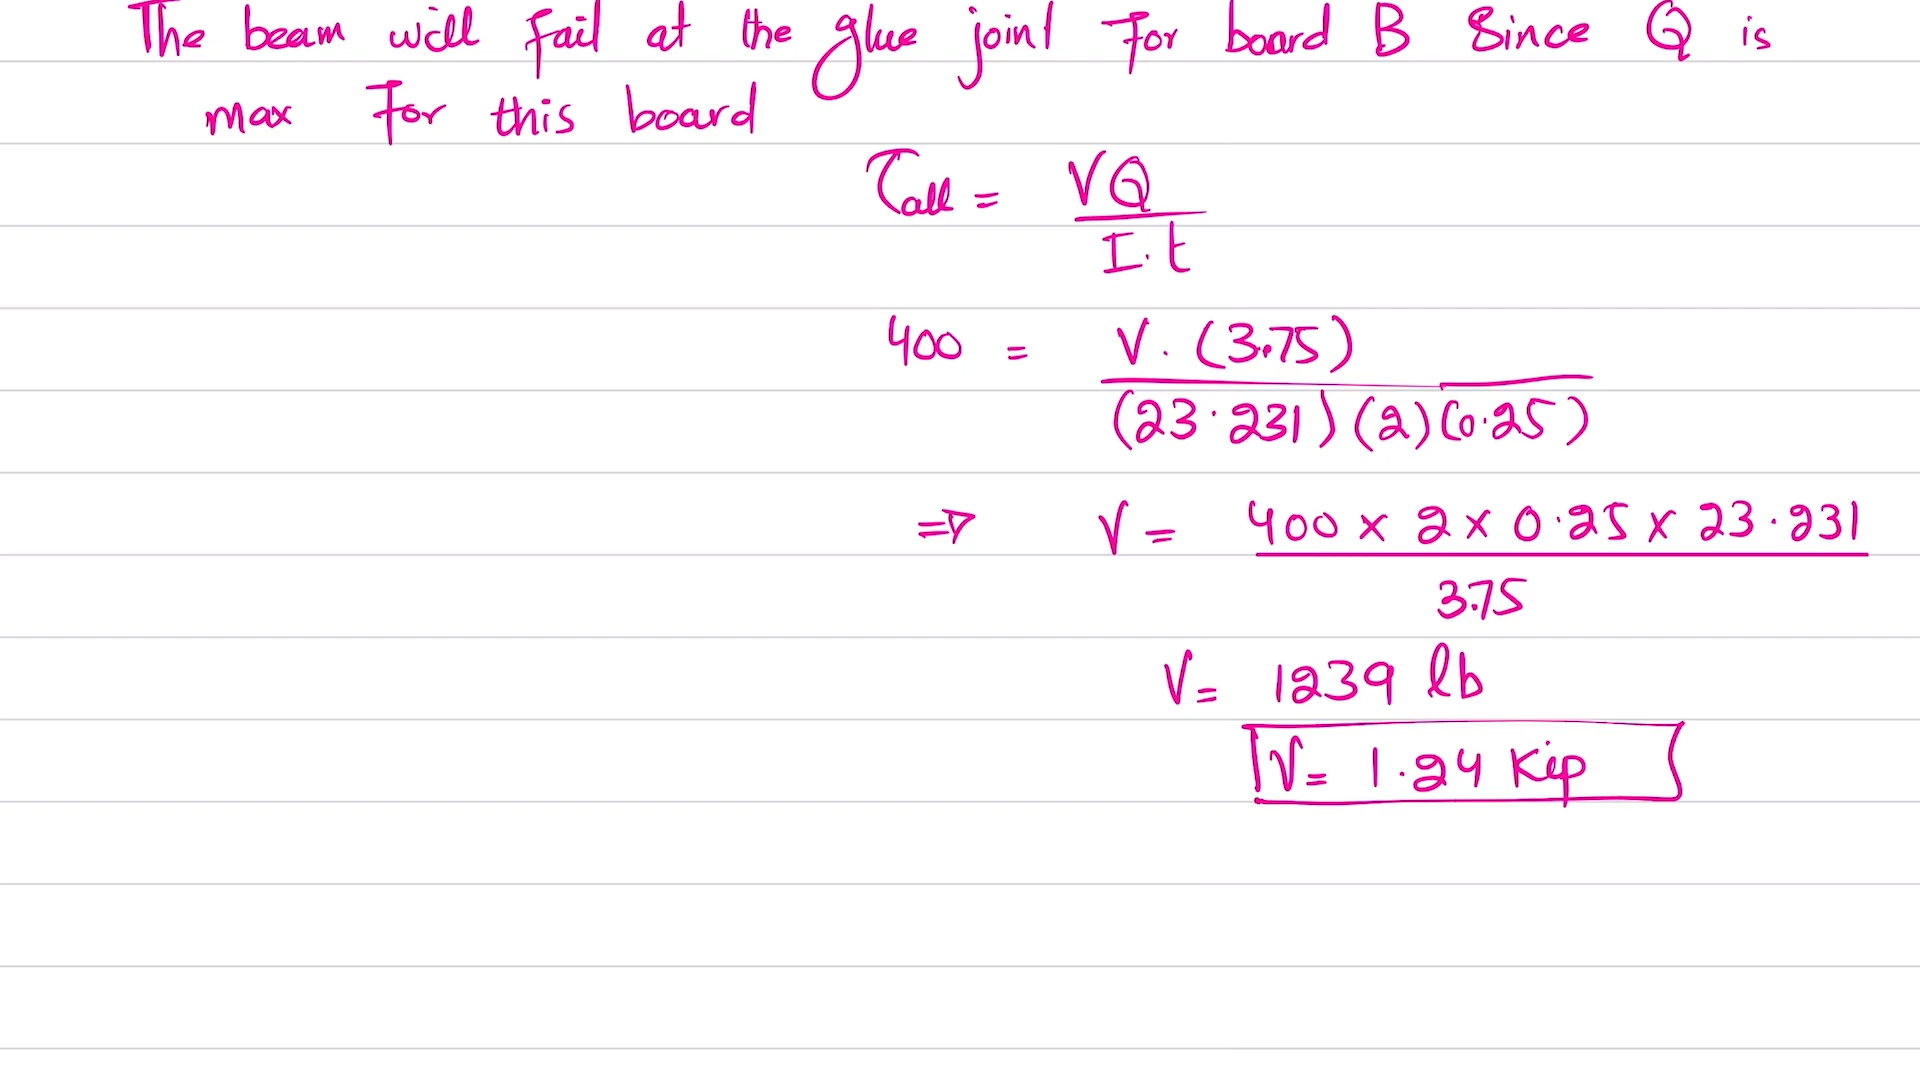 The beam will fail at the glue joint For board B Since Q is
max For this board
τall = VQ / I.t
400 = V. (3.75) / (23.231) (2) (0.25)
⇒ V = 400 x 2 x 0.25 x 23.231 / 3.75
V = 1239 lb
V = 1.24 Kip